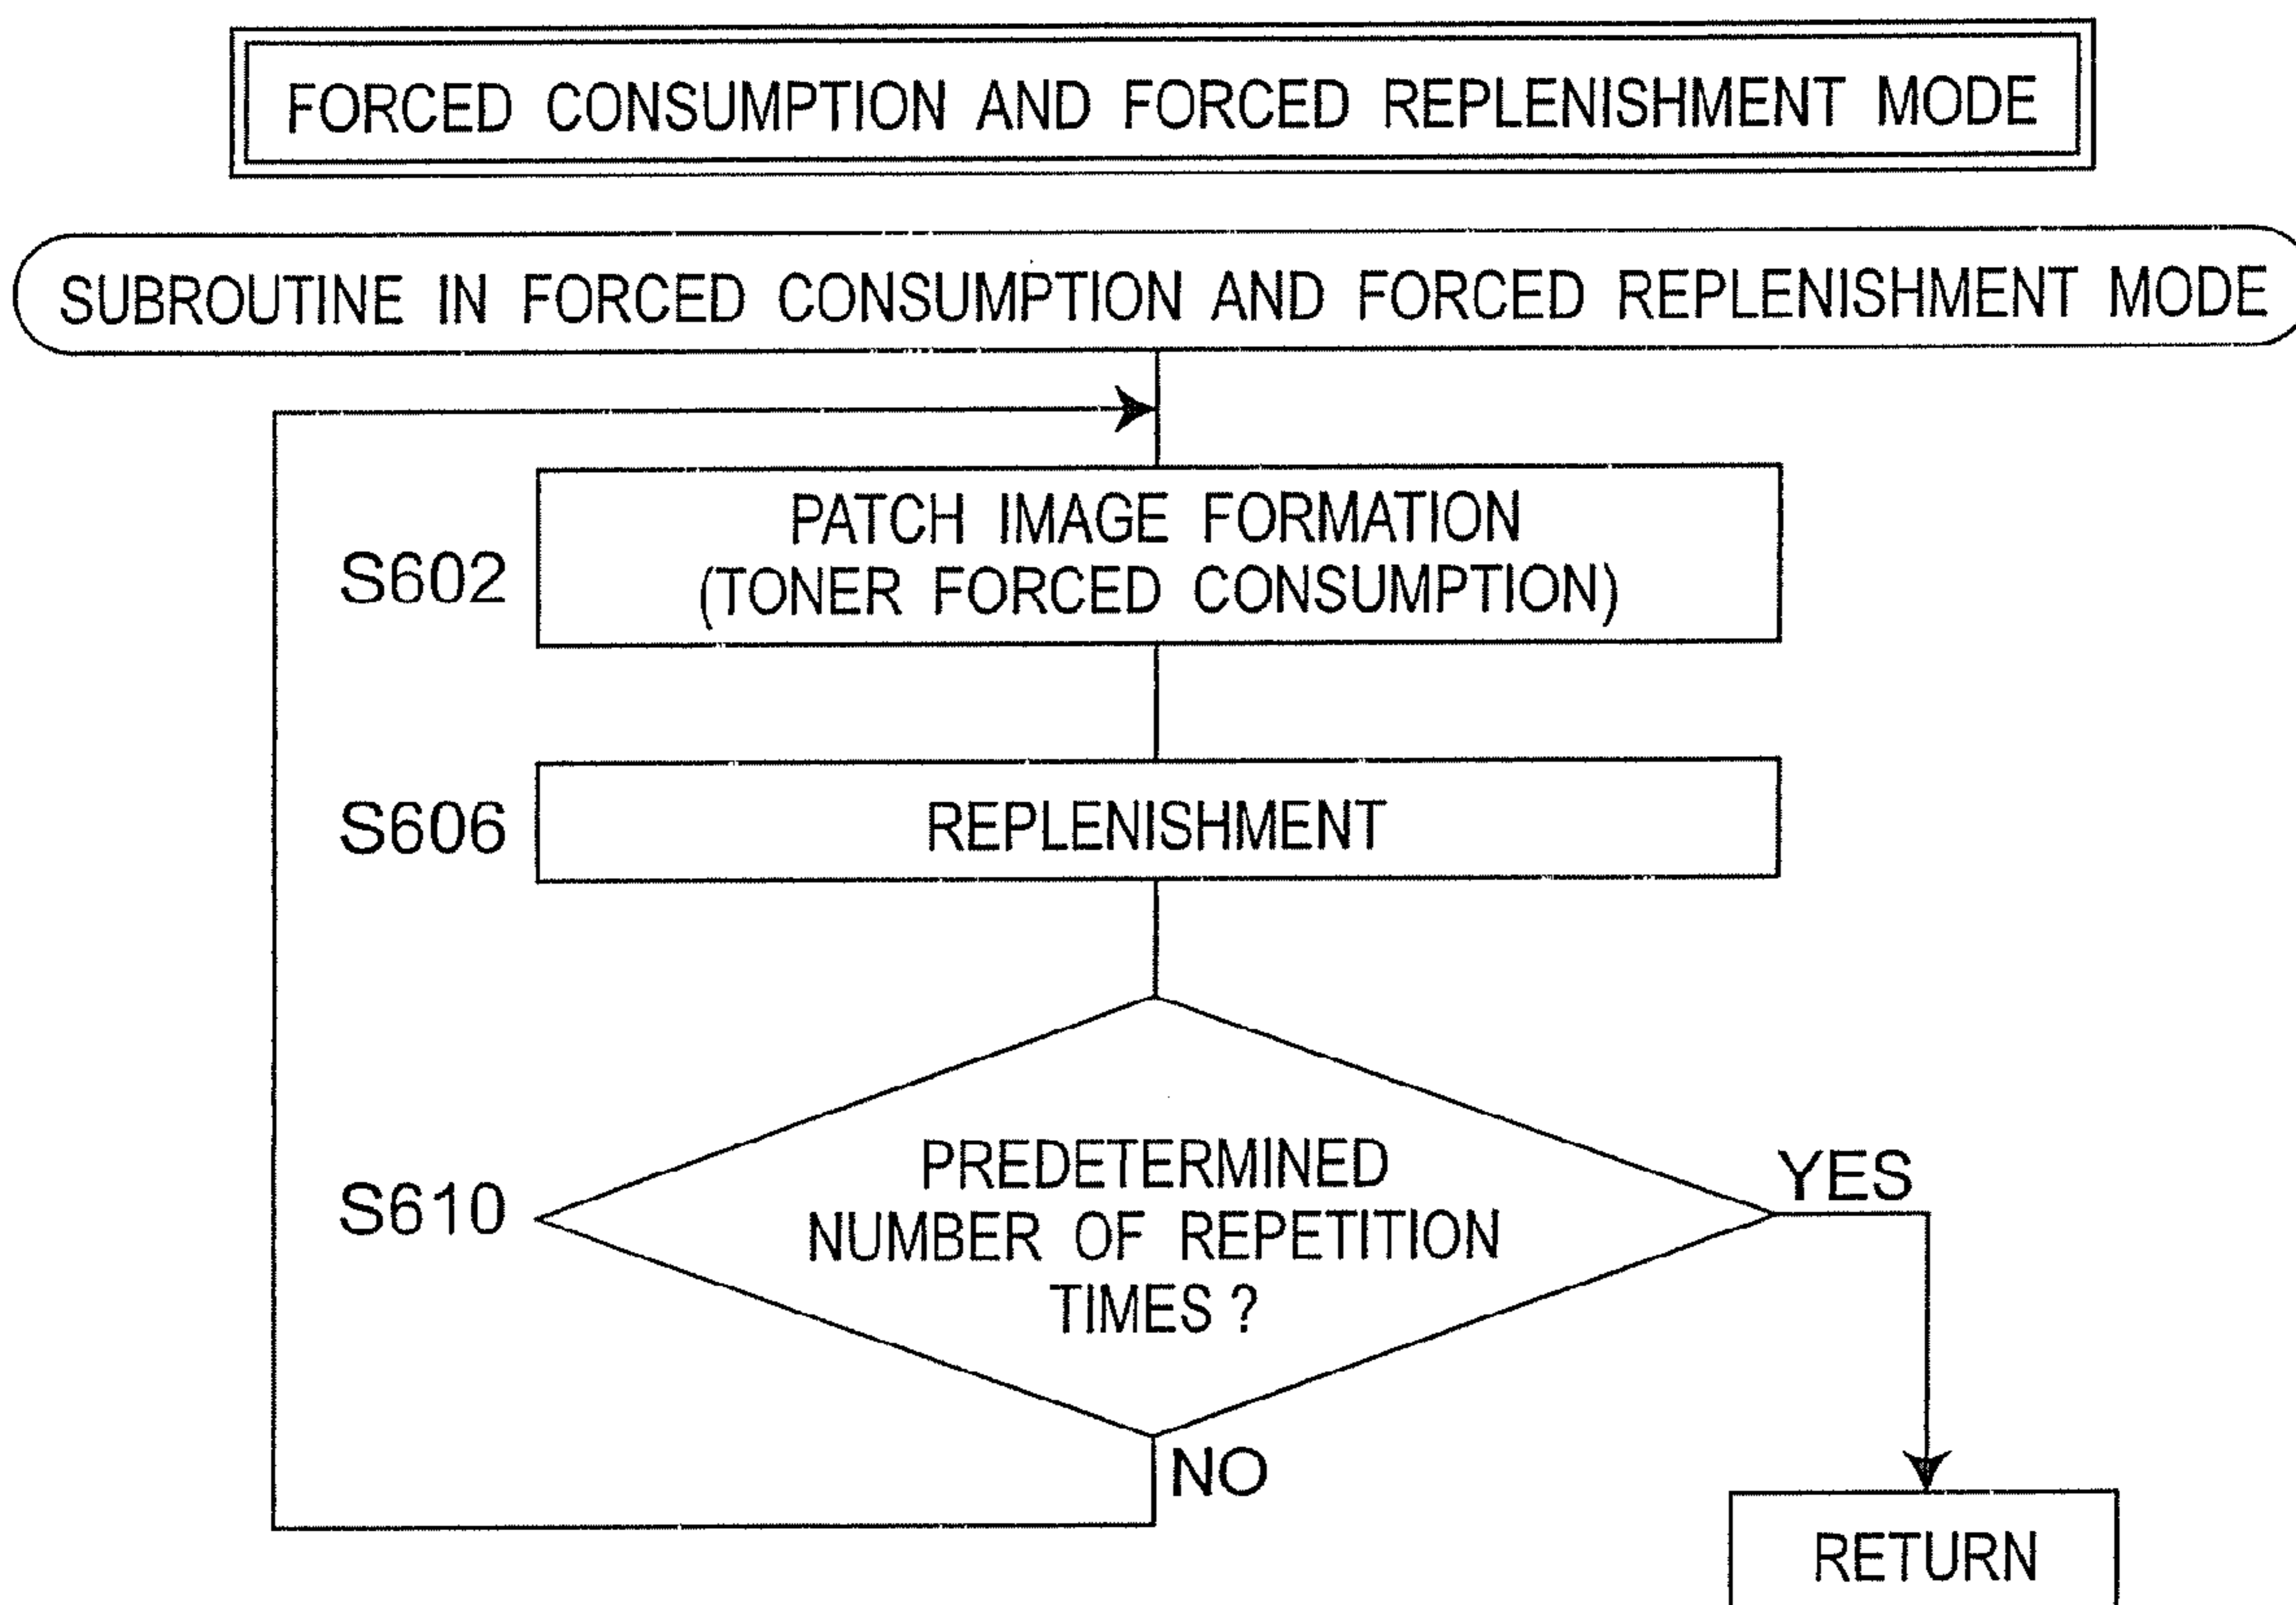 FORCED CONSUMPTION AND FORCED REPLENISHMENT MODE
SUBROUTINE IN FORCED CONSUMPTION AND FORCED REPLENISHMENT MODE
S602
PATCH IMAGE FORMATION
(TONER FORCED CONSUMPTION)
S606
REPLENISHMENT
S610
PREDETERMINED
NUMBER OF REPETITION
TIMES ?
YES
NO
RETURN